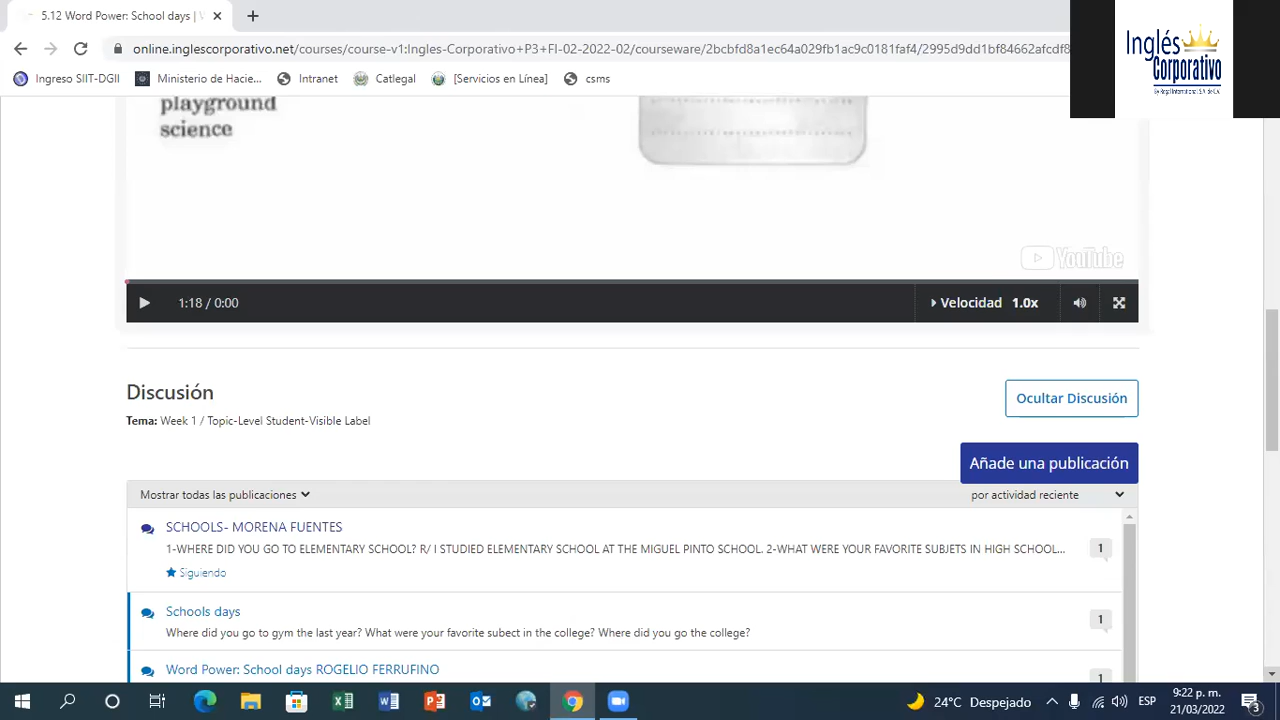 5.12 Word Power: School days |
online.inglescorporativo.net/courses/course-v1:Ingles-Corporativo+P3+FI-02-2022-02/courseware/2bcbfd8a1ec64a029fb1ac9c0181faf4/2995d9dd1bf84662afcdf8
Ingreso SIIT-DGII
Ministerio de Hacie...
Intranet
Catlegal
[Servicios en Línea]
csms
Inglés
Corporativo
By Regal International, S.A. de C.V.
playground
science
YouTube
1:18 / 0:00
Velocidad 1.0x
Discusión
Ocultar Discusión
Tema: Week 1 / Topic-Level Student-Visible Label
Añade una publicación
Mostrar todas las publicaciones
por actividad reciente
SCHOOLS- MORENA FUENTES
1-WHERE DID YOU GO TO ELEMENTARY SCHOOL? R/ I STUDIED ELEMENTARY SCHOOL AT THE MIGUEL PINTO SCHOOL. 2-WHAT WERE YOUR FAVORITE SUBJETS IN HIGH SCHOOL...
1
Siguiendo
Schools days
Where did you go to gym the last year? What were your favorite subect in the college? Where did you go the college?
1
Word Power: School days ROGELIO FERRUFINO
1
24°C Despejado
ESP
9:22 p. m.
21/03/2022
3